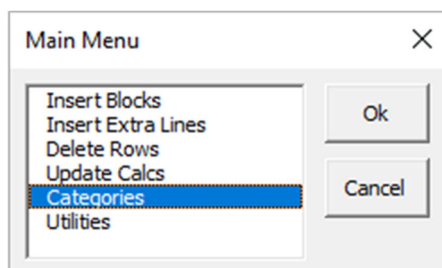 Main Menu
Insert Blocks
Insert Extra Lines
Delete Rows
Update Calcs
Categories
Utilities
Ok
Cancel